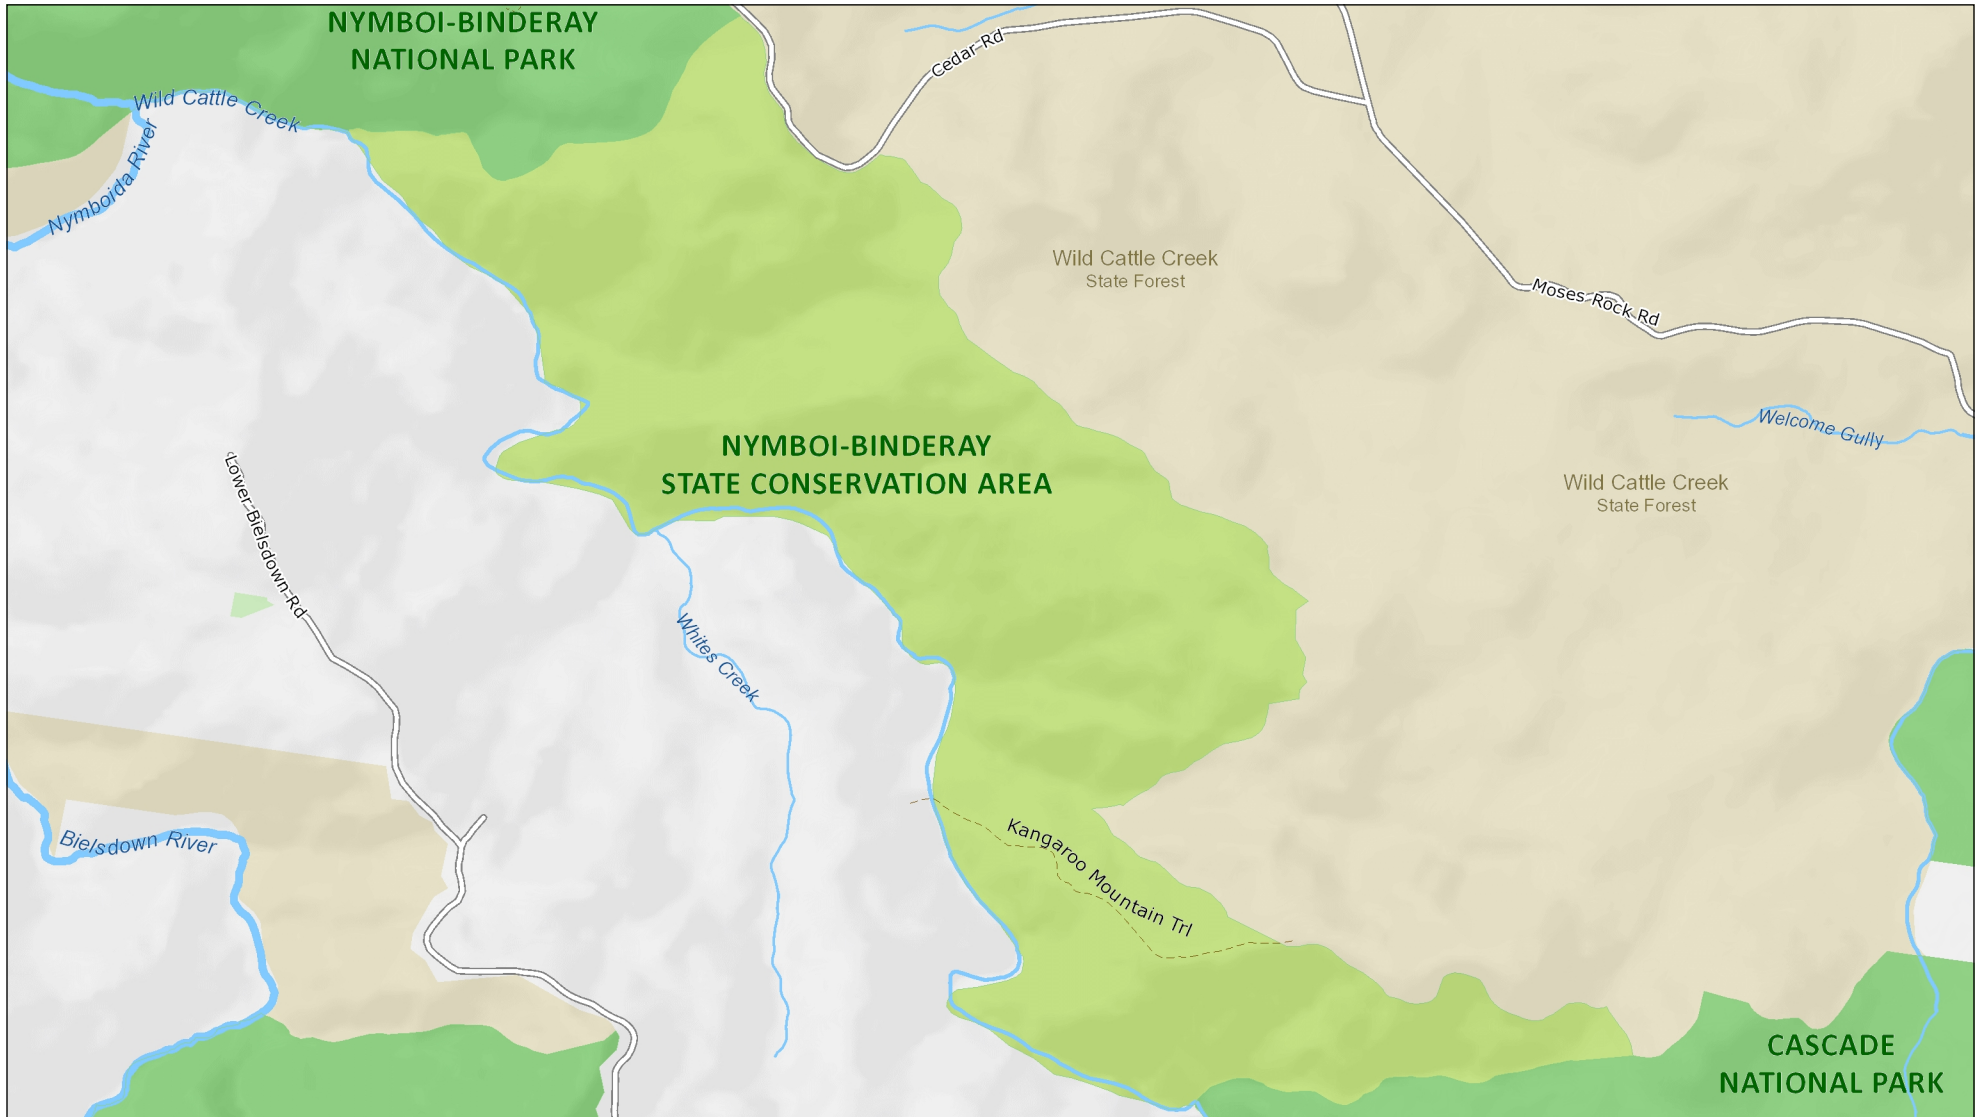 NYMBOI-BINDERAY
NATIONAL PARK
Cedar Rd
Wild Cattle Creek
Nymboida River
Wild Cattle Creek
State Forest
Moses Rock Rd
Welcome Gully
NYMBOI-BINDERAY
STATE CONSERVATION AREA
Wild Cattle Creek
State Forest
Lower Bielsdown Rd
Whites Creek
Bielsdown River
Kangaroo Mountain Trl
CASCADE
NATIONAL PARK